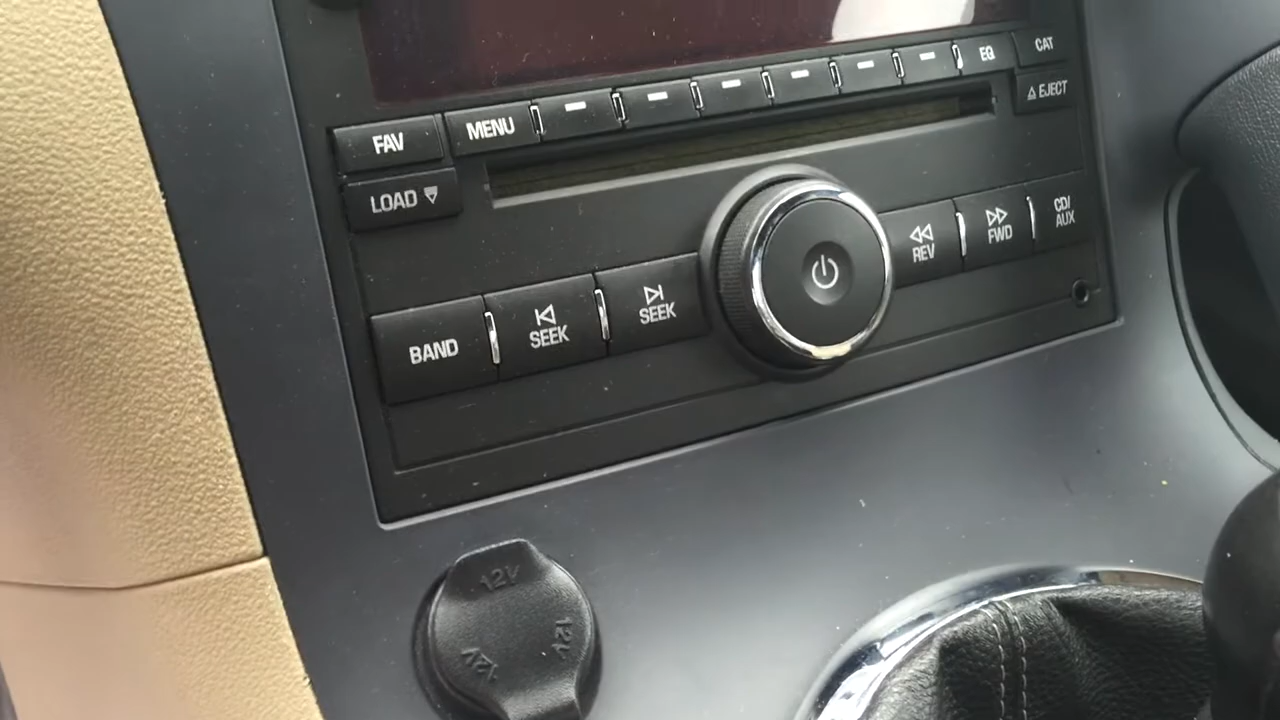 FAV
MENU
EQ
CAT
LOAD
EJECT
BAND
SEEK
SEEK
REV
FWD
CD/
AUX
12V
12V
12V